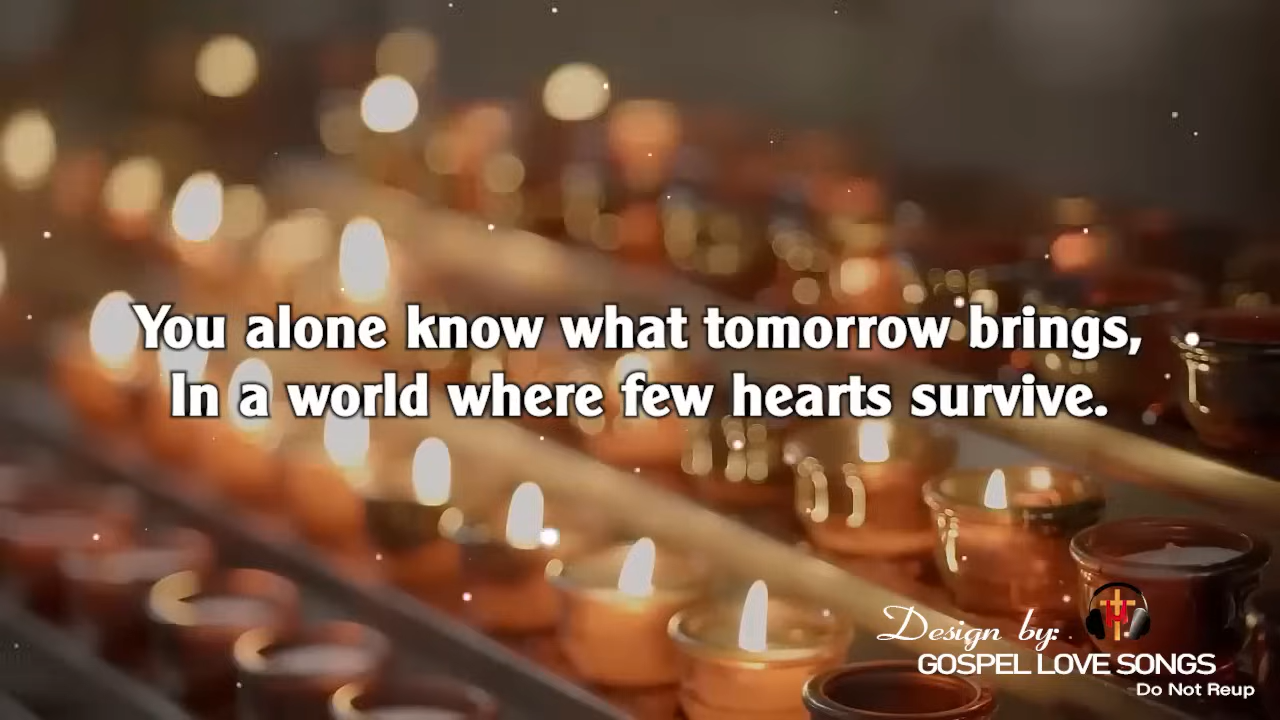 You alone know what tomorrow brings,
In a world where few hearts survive.
Design by:
GOSPEL LOVE SONGS
Do Not Reup